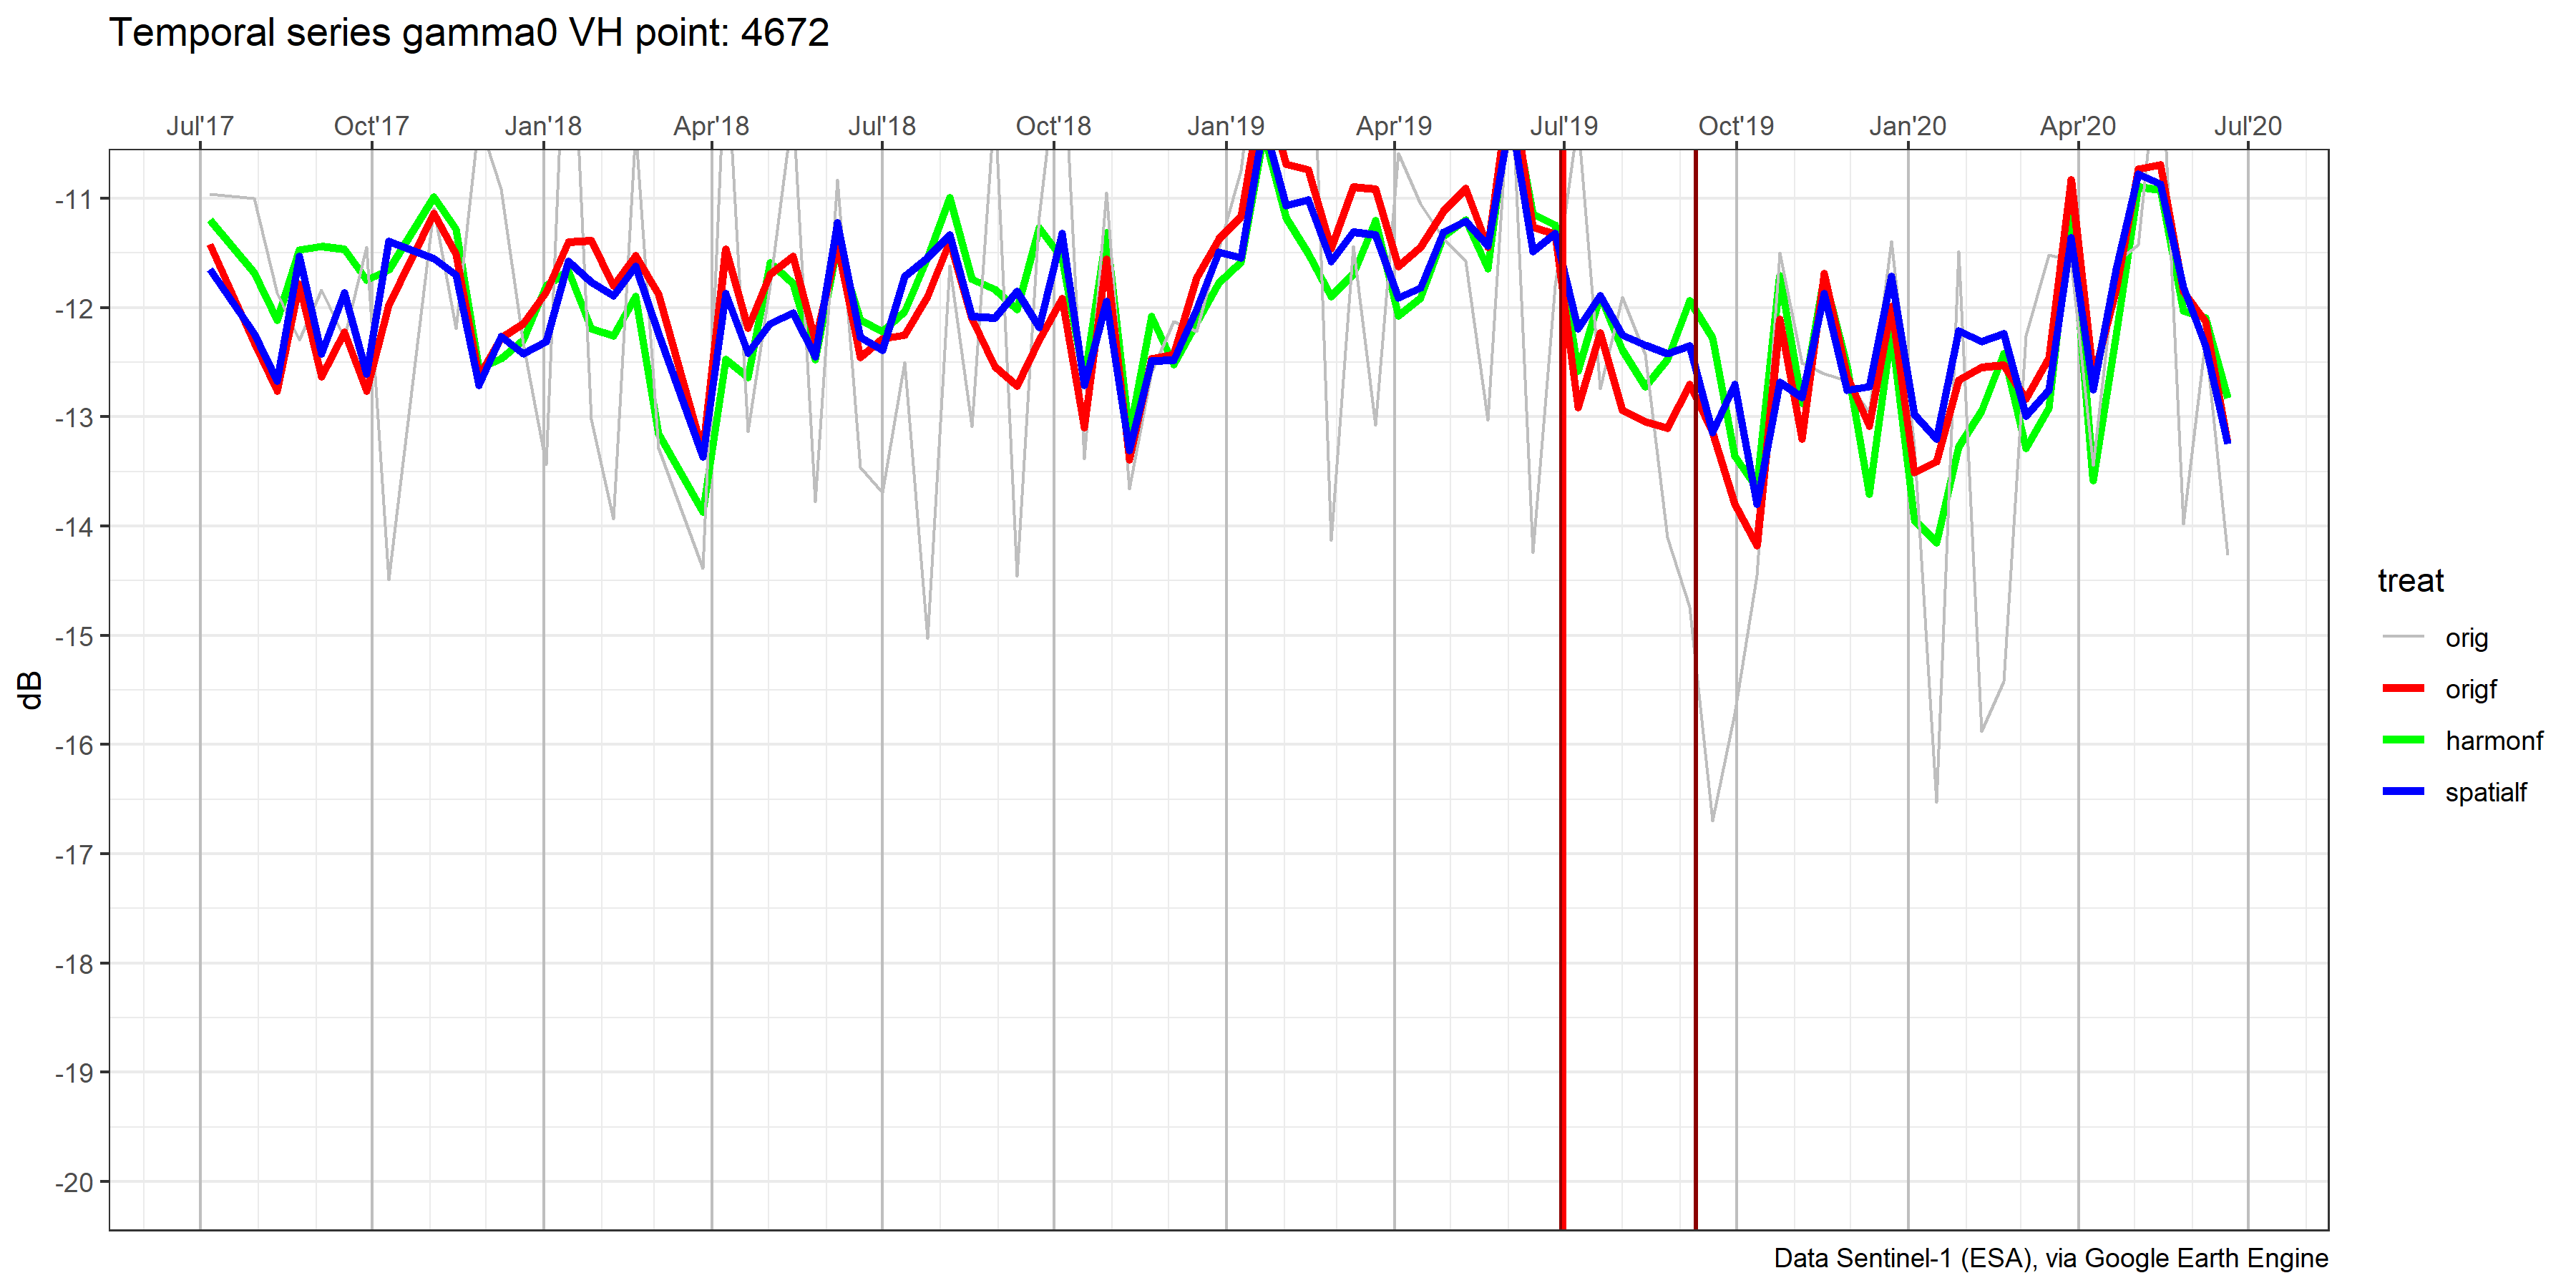 Temporal series gamma0 VH point: 4672
Jul'17 Oct'17 Jan'18 Apr'18 Jul'18 Oct'18 Jan'19 Apr'19 Jul'19 Oct'19 Jan'20 Apr'20 Jul'20
-11
-12
-13
-14
-15
-16
-17
-18
-19
-20
dB
treat
orig
origf
harmonf
spatialf
Data Sentinel-1 (ESA), via Google Earth Engine